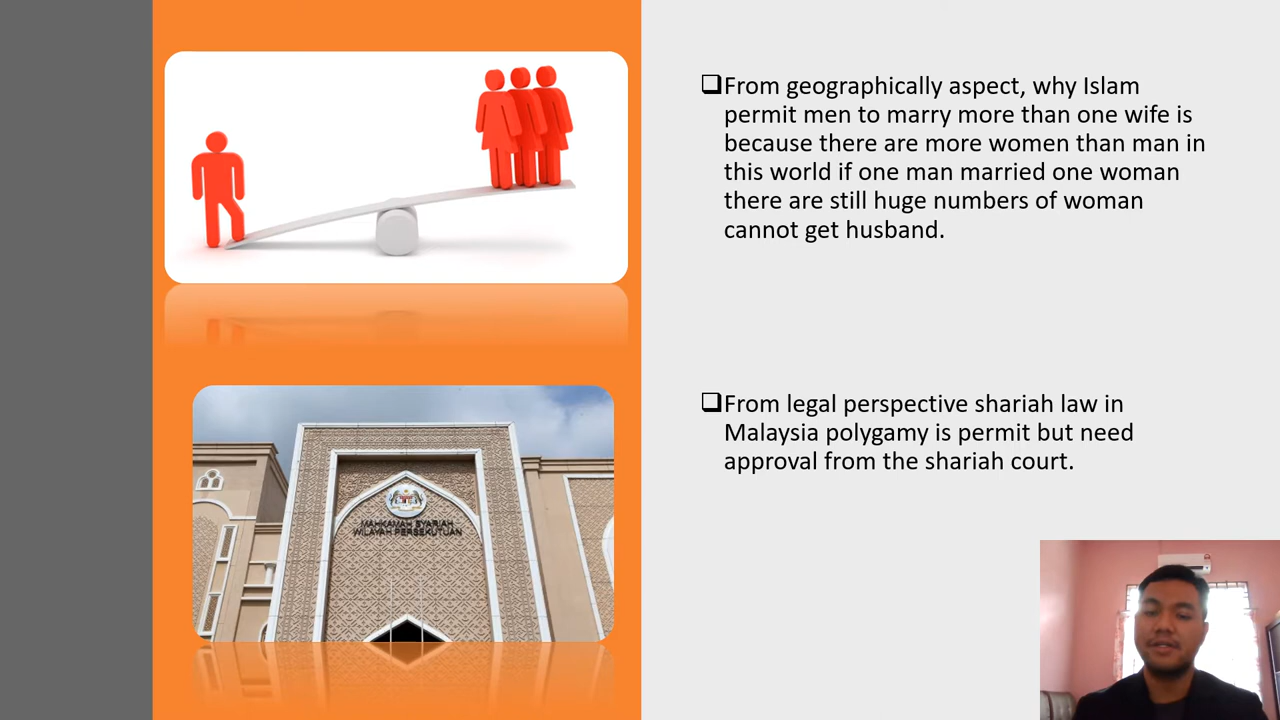 ❑From geographically aspect, why Islam
permit men to marry more than one wife is
because there are more women than man in
this world if one man married one woman
there are still huge numbers of woman
cannot get husband.
❑From legal perspective shariah law in
Malaysia polygamy is permit but need
approval from the shariah court.
MAHKAMAH SYARIAH
WILAYAH PERSEKUTUAN